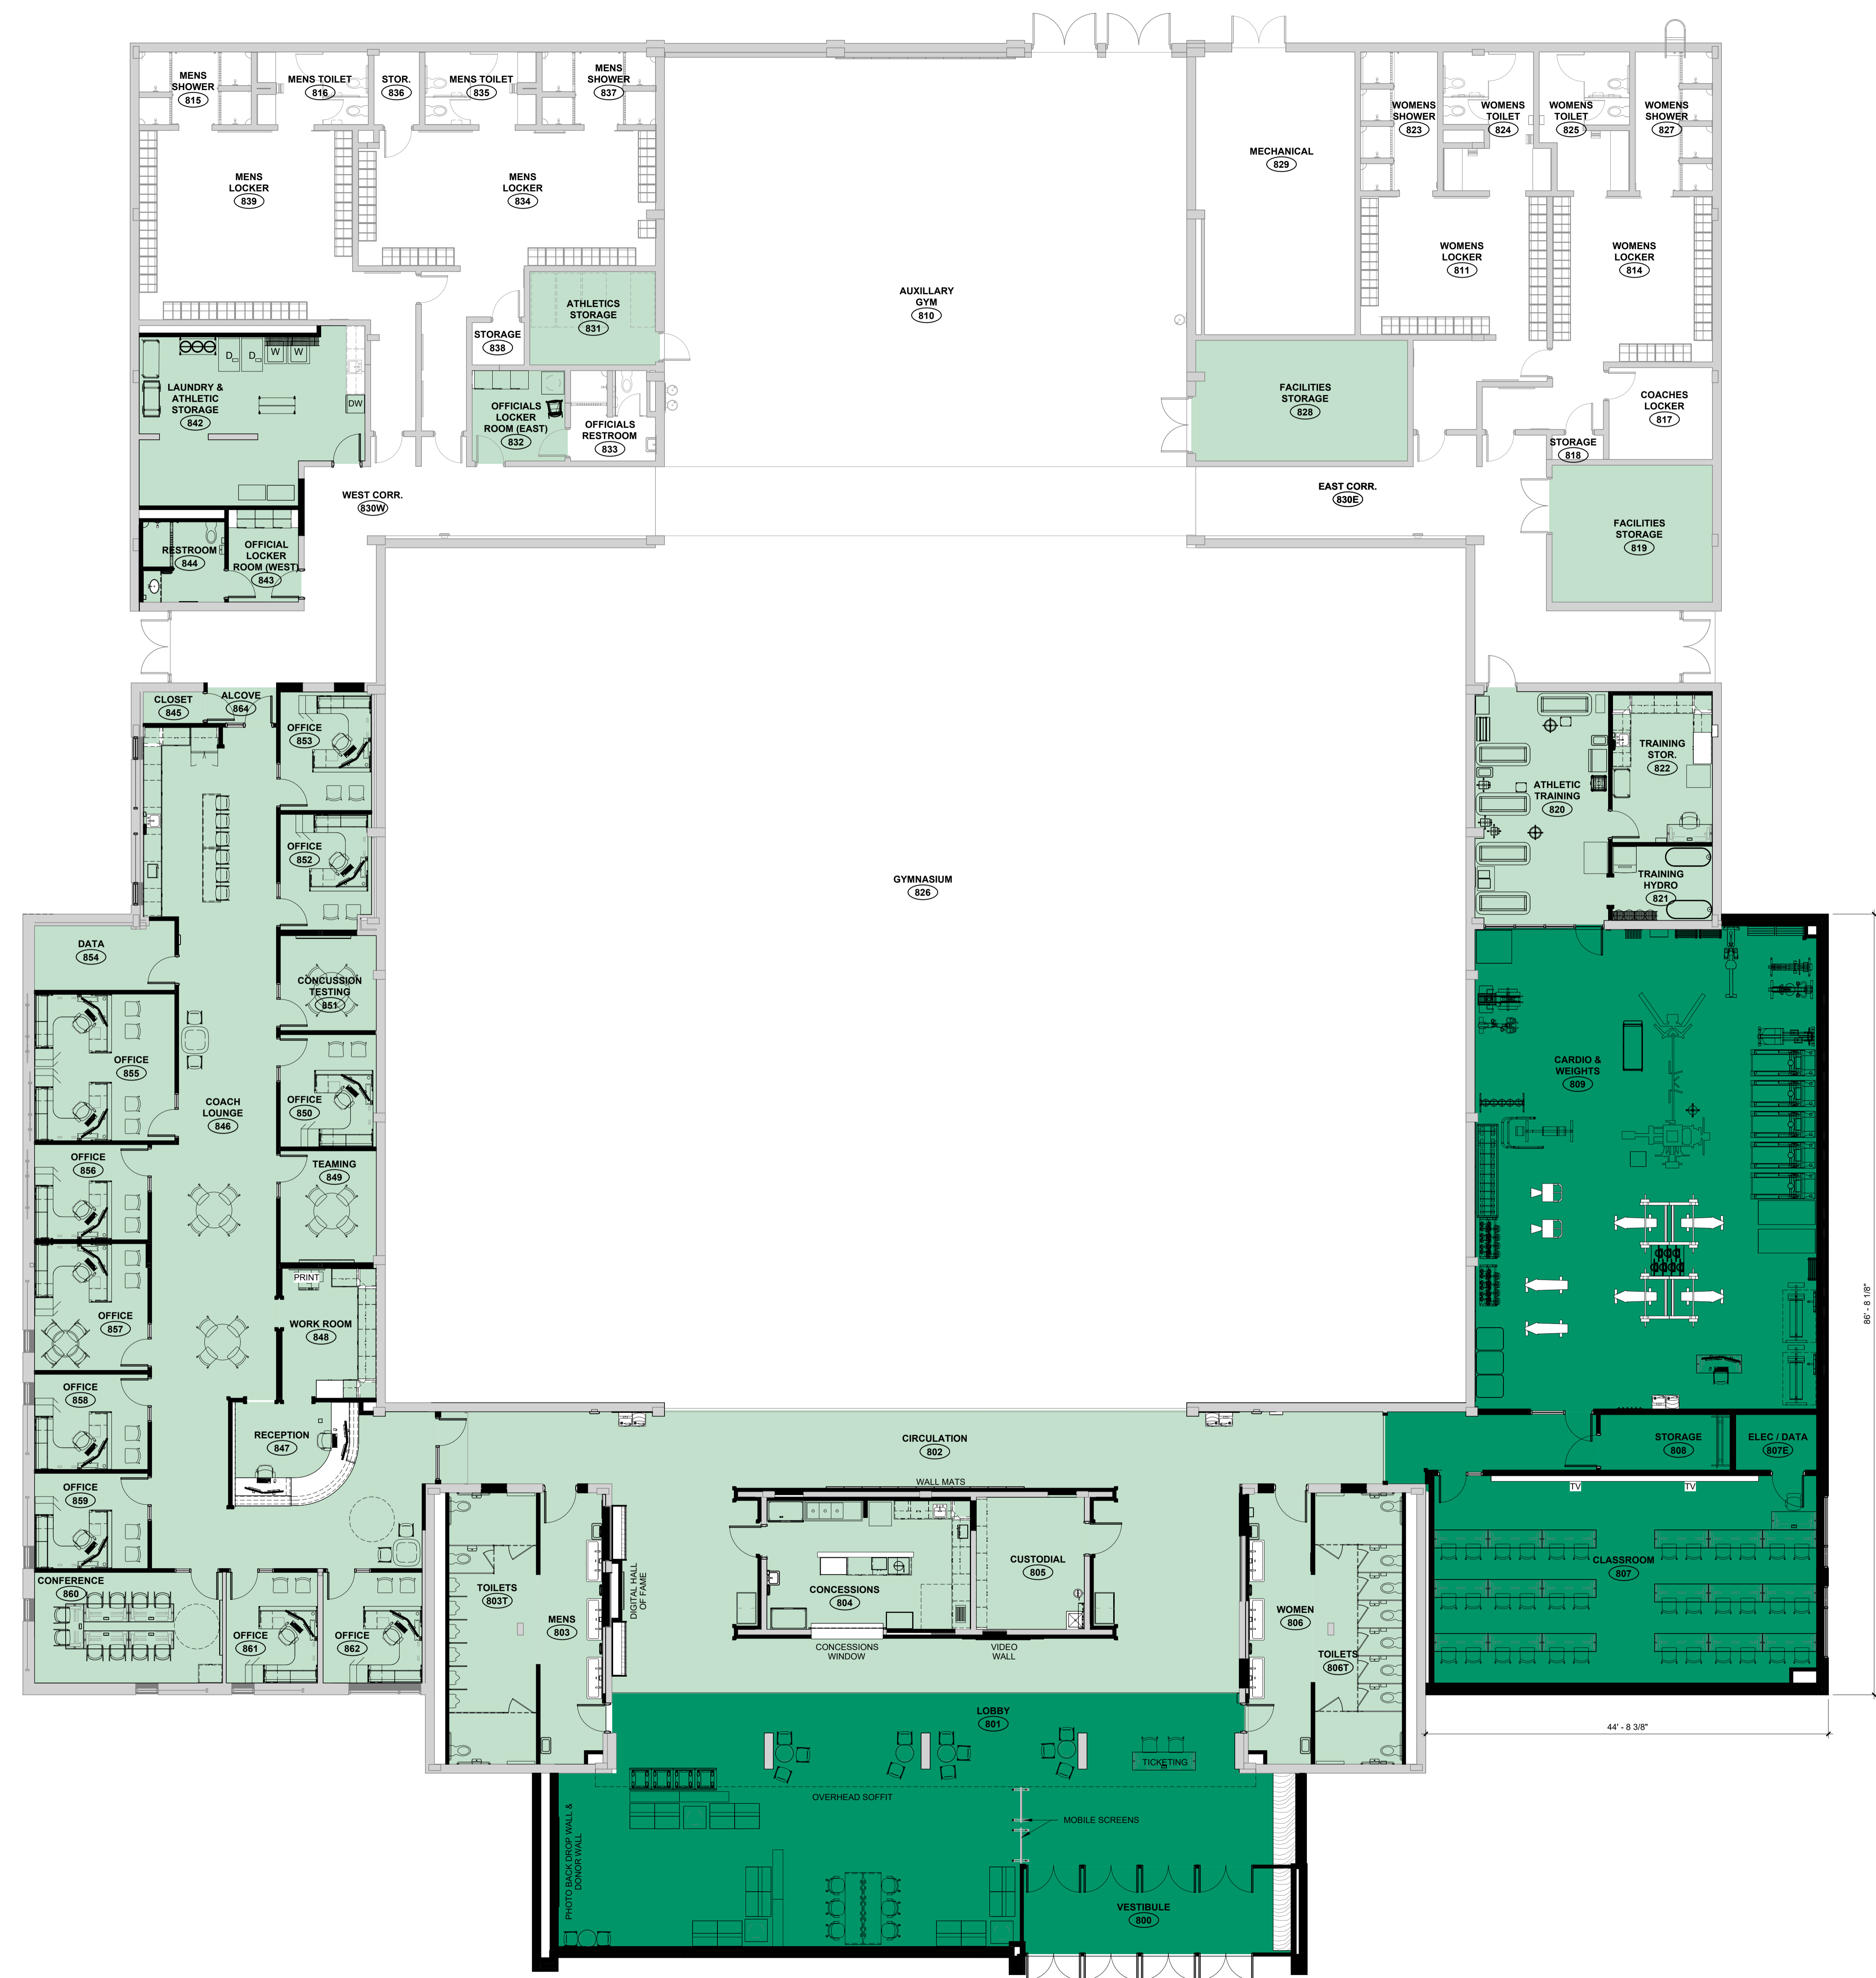 MENS
SHOWER
815
MENS TOILET
816
STOR.
836
MENS TOILET
835
MENS
SHOWER
837
WOMENS
SHOWER
823
WOMENS
TOILET
824
WOMENS
TOILET
825
WOMENS
SHOWER
827
MECHANICAL
829
MENS
LOCKER
839
MENS
LOCKER
834
WOMENS
LOCKER
811
WOMENS
LOCKER
814
AUXILLARY
GYM
810
ATHLETICS
STORAGE
831
STORAGE
838
D
D
W
W
DW
LAUNDRY &
ATHLETIC
STORAGE
842
OFFICIALS
LOCKER
ROOM (EAST)
832
OFFICIALS
RESTROOM
833
FACILITIES
STORAGE
828
COACHES
LOCKER
817
STORAGE
818
WEST CORR.
830W
EAST CORR.
830E
FACILITIES
STORAGE
819
RESTROOM
844
OFFICIAL
LOCKER
ROOM (WEST)
843
CLOSET
845
ALCOVE
864
OFFICE
853
OFFICE
852
TRAINING
STOR.
822
ATHLETIC
TRAINING
820
TRAINING
HYDRO
821
GYMNASIUM
826
DATA
854
CONCUSSION
TESTING
851
OFFICE
855
COACH
LOUNGE
846
OFFICE
850
CARDIO &
WEIGHTS
809
OFFICE
856
TEAMING
849
PRINT
OFFICE
857
WORK ROOM
848
86' - 8 1/8"
OFFICE
858
RECEPTION
847
CIRCULATION
802
STORAGE
808
ELEC / DATA
807E
OFFICE
859
WALL MATS
TV
TV
CONFERENCE
860
OFFICE
861
OFFICE
862
TOILETS
803T
MENS
803
DIGITAL HALL
OF FAME
CONCESSIONS
804
CUSTODIAL
805
CONCESSIONS
WINDOW
VIDEO
WALL
WOMEN
806
TOILETS
806T
CLASSROOM
807
LOBBY
801
44' - 8 3/8"
TICKETING
OVERHEAD SOFFIT
MOBILE SCREENS
PHOTO BACK DROP WALL &
DONOR WALL
VESTIBULE
800